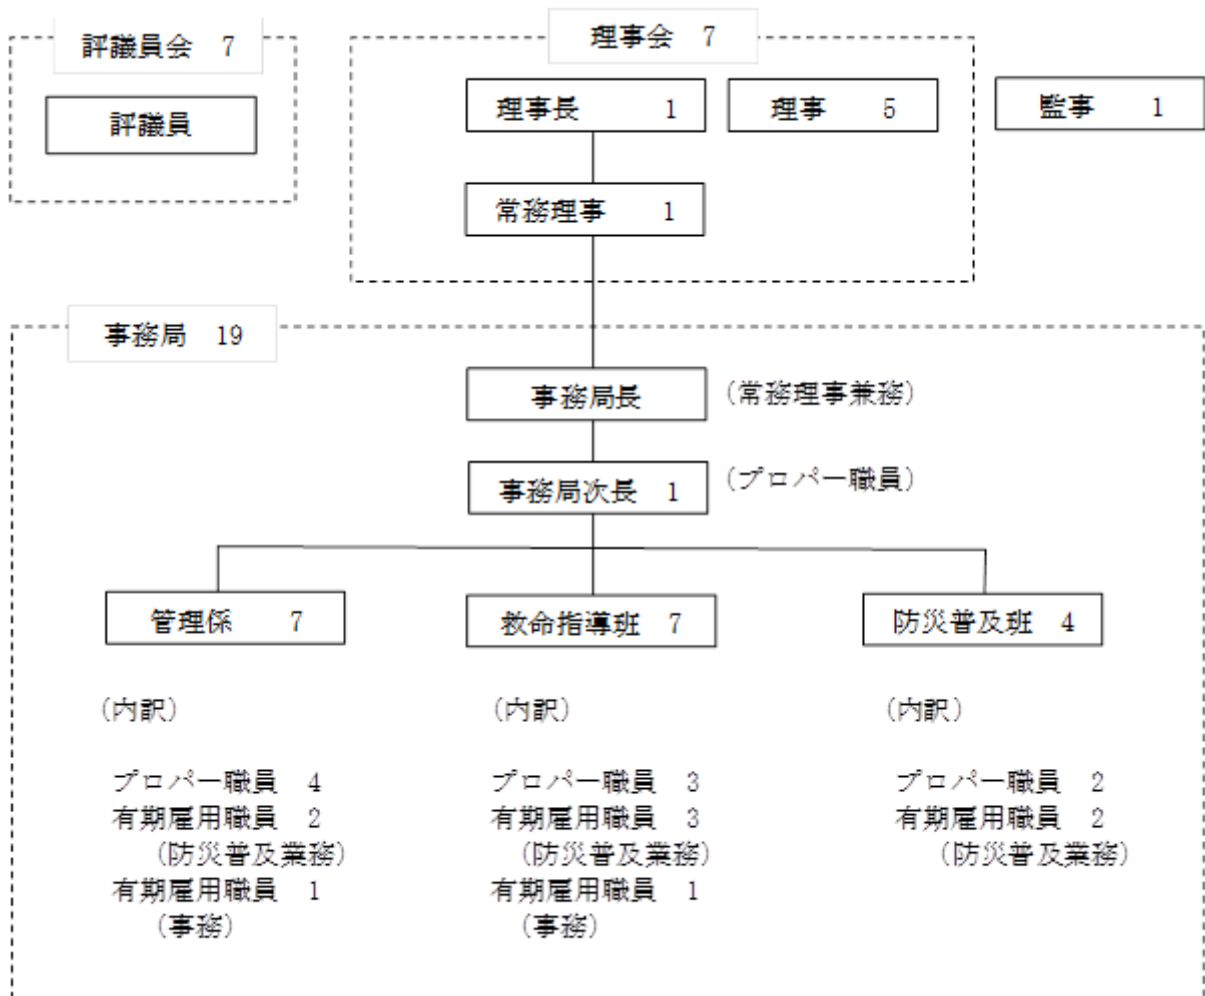 評議員会 7
評議員
理事会 7
理事長 1
理事 5
監事 1
常務理事 1
事務局 19
事務局長
(常務理事兼務)
事務局次長 1
(プロパー職員)
管理係 7
救命指導班 7
防災普及班 4
(内訳)
プロパー職員 4
有期雇用職員 2
(防災普及業務)
有期雇用職員 1
(事務)
(内訳)
プロパー職員 3
有期雇用職員 3
(防災普及業務)
有期雇用職員 1
(事務)
(内訳)
プロパー職員 2
有期雇用職員 2
(防災普及業務)